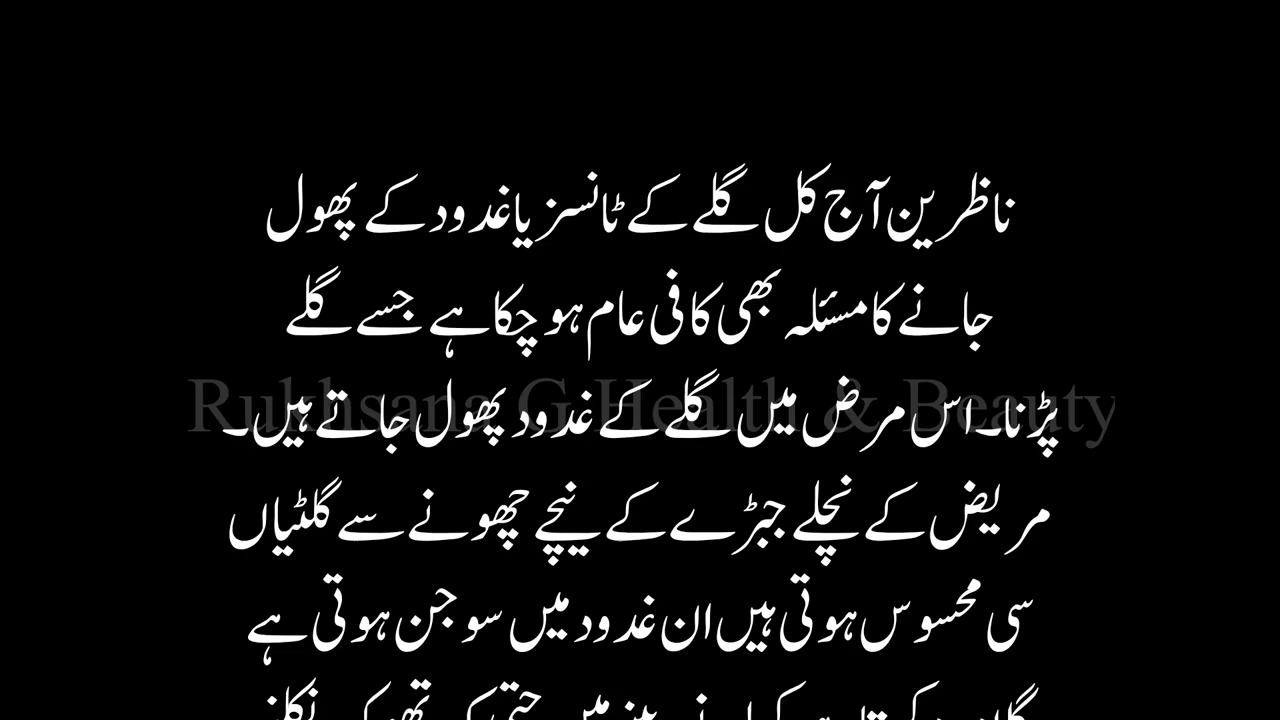 ناظرین آج کل گلے کے ٹانسز یا غدود کے پھول
جانے کا مسئلہ بھی کافی عام ہو چکا ہے جسے گلے
Rukhsana G Health & Beauty
پڑنا۔ اس مرض میں گلے کے غدود پھول جاتے ہیں۔
مریض کے نچلے جبڑے کے نیچے چھونے سے گلٹیاں
سی محسوس ہوتی ہیں ان غدود میں سوجن ہوتی ہے